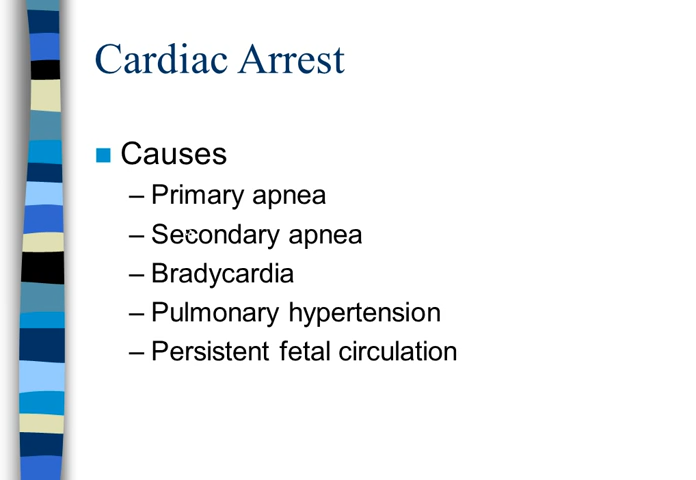 Cardiac Arrest
Causes
– Primary apnea
– Secondary apnea
– Bradycardia
– Pulmonary hypertension
– Persistent fetal circulation